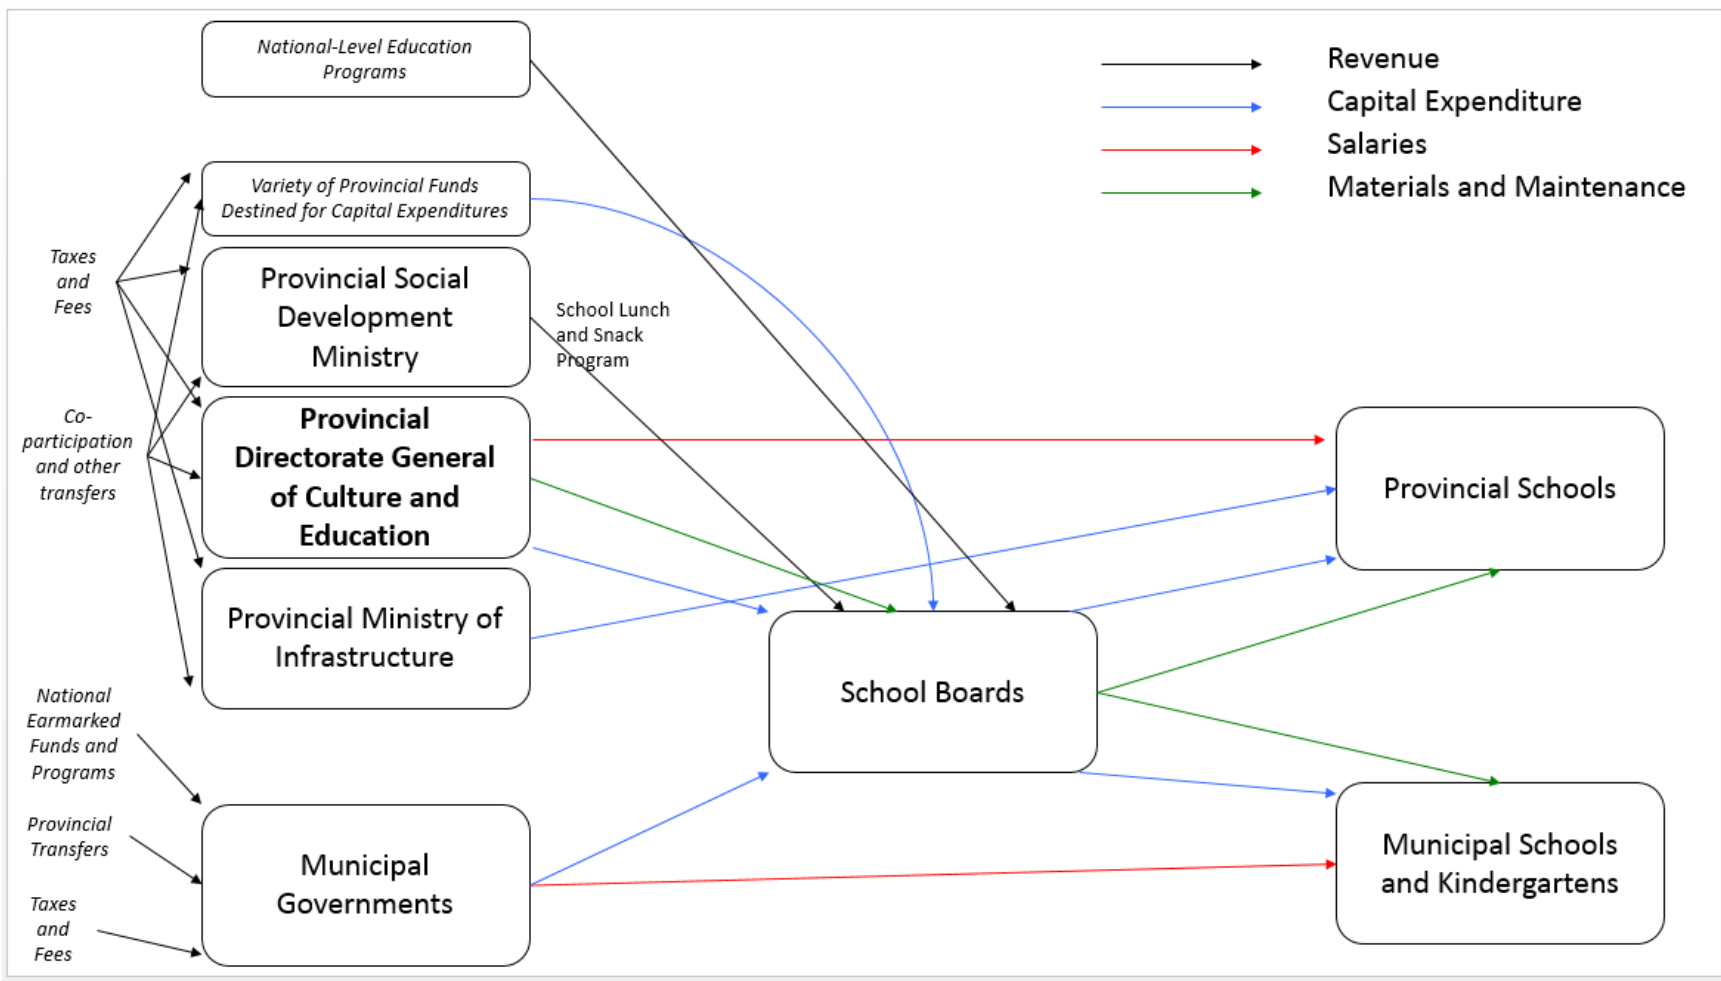 National-Level Education
Programs
Revenue
Capital Expenditure
Salaries
Materials and Maintenance
Variety of Provincial Funds
Destined for Capital Expenditures
Taxes
and
Fees
Provincial Social
Development
Ministry
School Lunch
and Snack
Program
Co-
participation
and other
transfers
Provincial
Directorate General
of Culture and
Education
Provincial Schools
Provincial Ministry of
Infrastructure
School Boards
National
Earmarked
Funds and
Programs
Provincial
Transfers
Taxes
and
Fees
Municipal
Governments
Municipal Schools
and Kindergartens